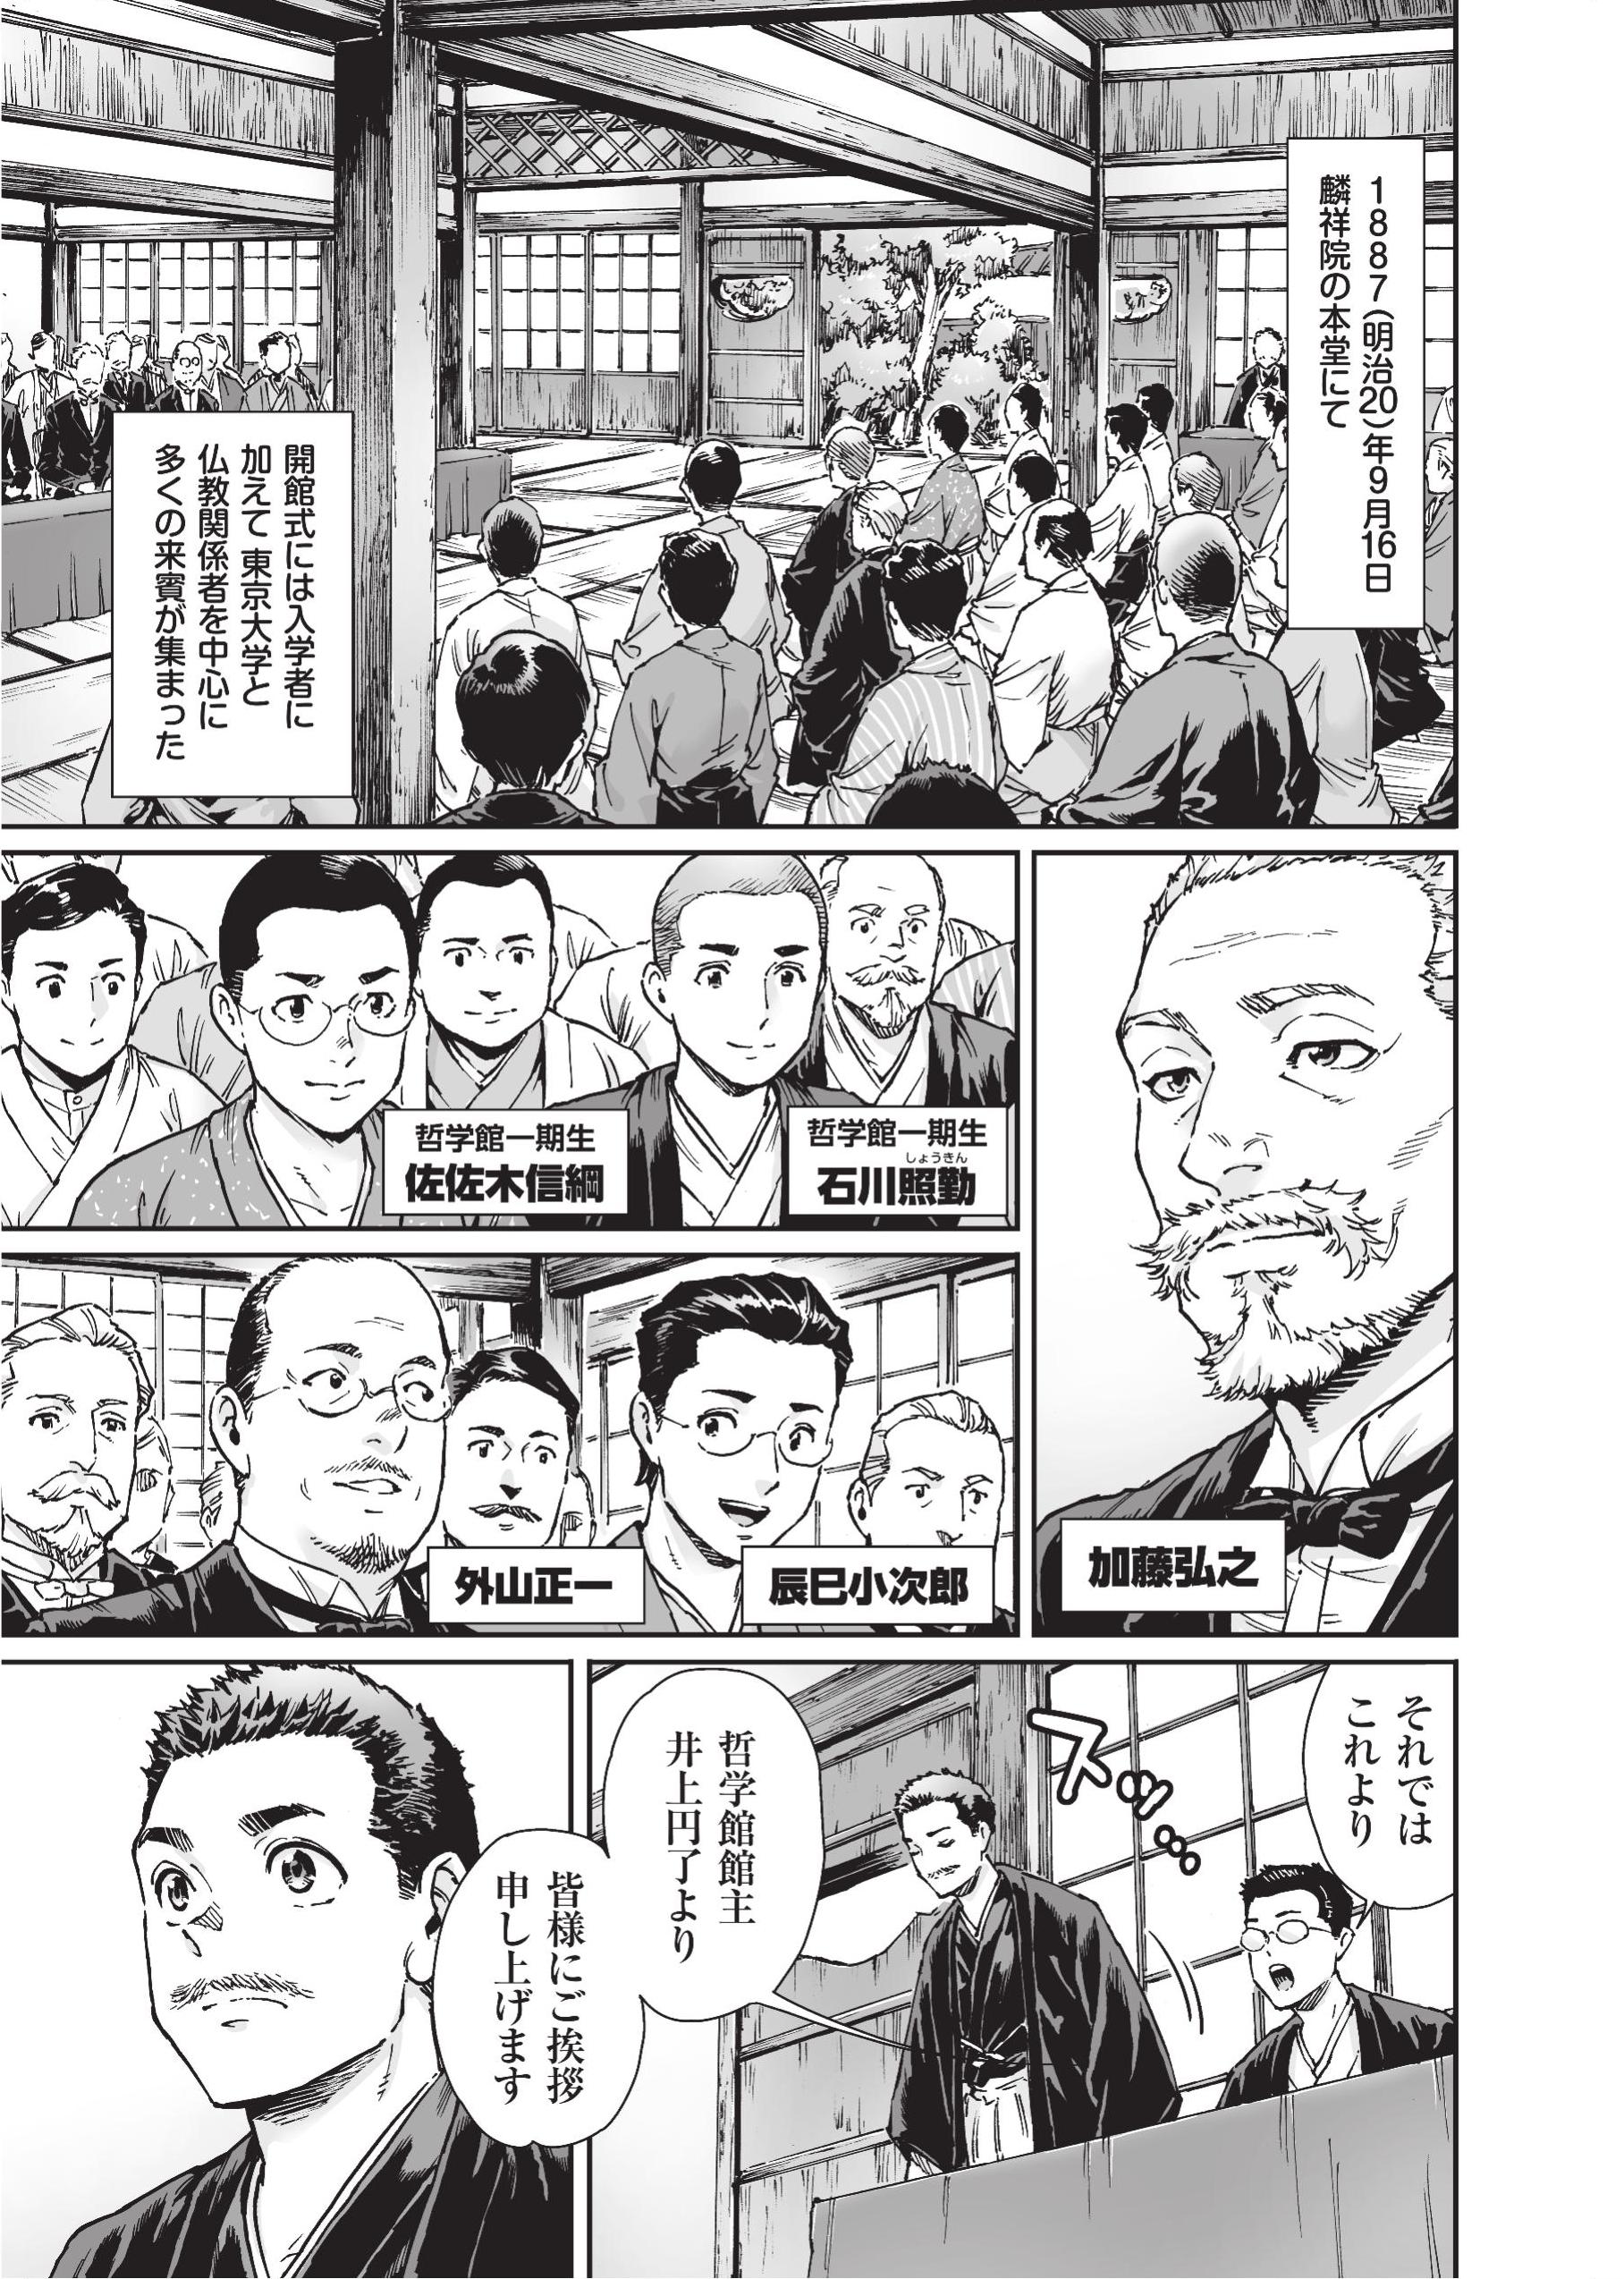 1887(明治20)年9月16日
麟祥院の本堂にて
開館式には入学者に
加えて 東京大学と
仏教関係者を中心に
多くの来賓が集まった
加藤弘之
哲学館一期生
しょうきん
石川照勤
哲学館一期生
佐佐木信綱
辰巳小次郎
外山正一
それでは
これより
スッ…
哲学館館主
井上円了より
皆様にご挨拶
申し上げます